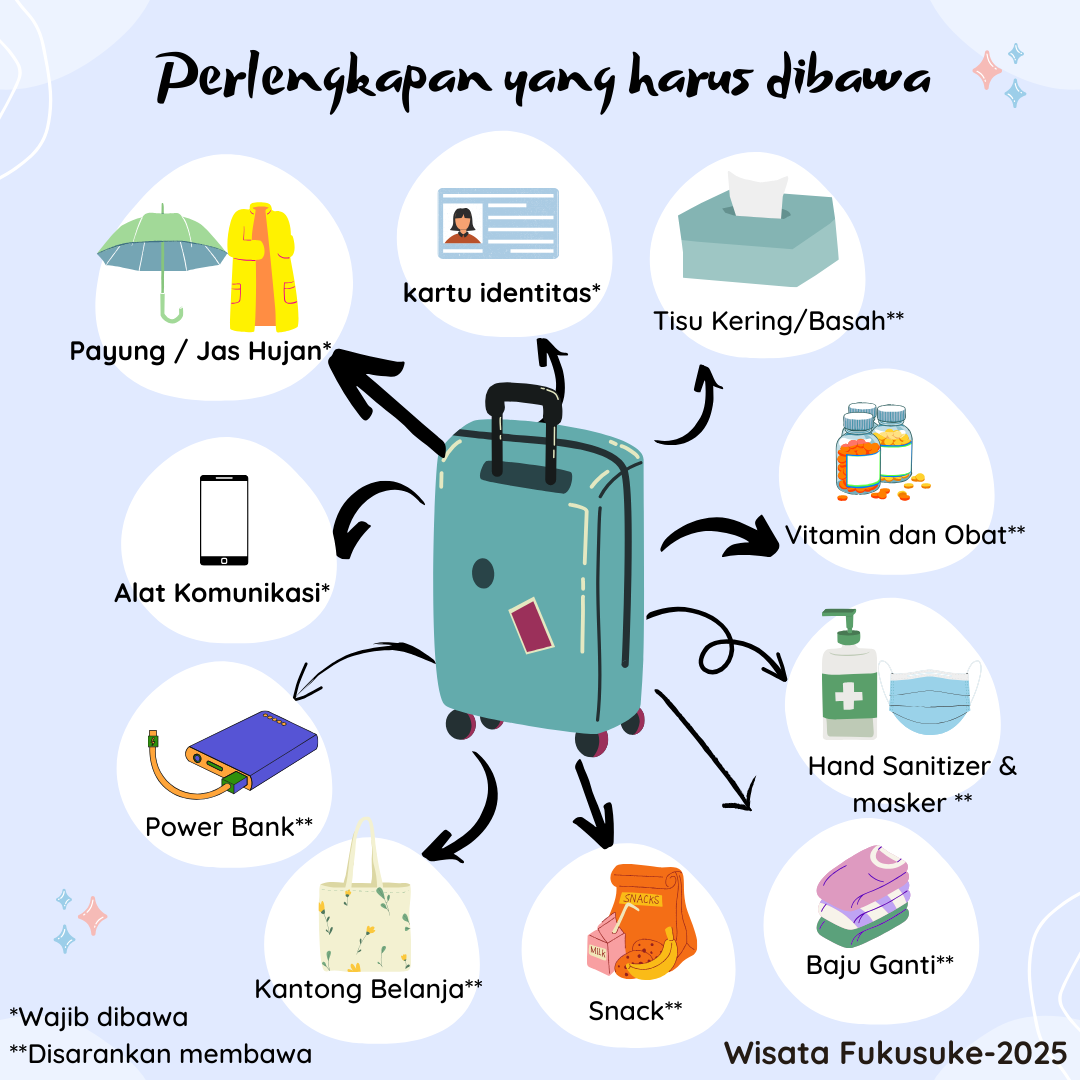 Perlengkapan yang harus dibawa
kartu identitas*
Tisu Kering/Basah**
Payung / Jas Hujan*
Vitamin dan Obat**
Alat Komunikasi*
Hand Sanitizer &
masker **
Power Bank**
SNACKS
Milk
Baju Ganti**
Kantong Belanja**
Snack**
*Wajib dibawa
**Disarankan membawa
Wisata Fukusuke-2025